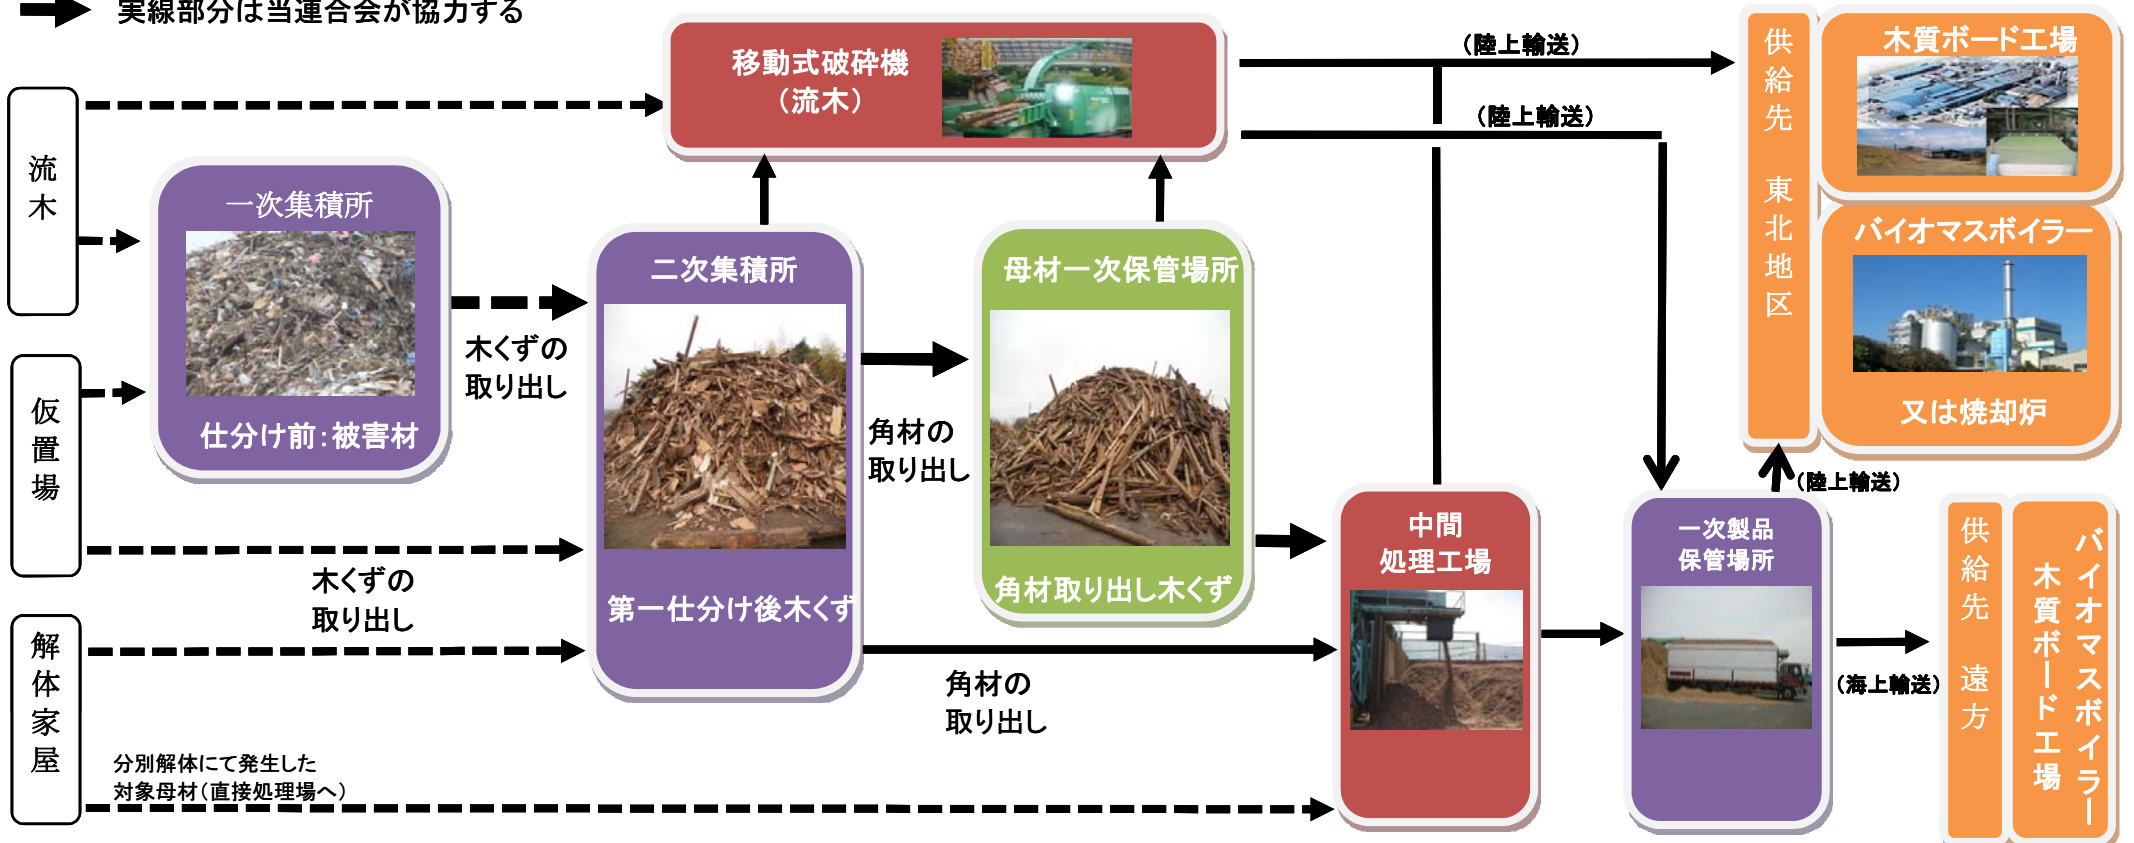 実線部分は当連合会が協力する
流木
仮置場
解体家屋
一次集積所
仕分け前：被害材
木くずの
取り出し
木くずの
取り出し
分別解体にて発生した
対象母材（直接処理場へ）
移動式破砕機
（流木）
二次集積所
第一仕分け後木くず
角材の
取り出し
母材一次保管場所
角材取り出し木くず
角材の
取り出し
中間
処理工場
（陸上輸送）
（陸上輸送）
一次製品
保管場所
（陸上輸送）
（海上輸送）
供給先　東北地区
木質ボード工場
バイオマスボイラー
又は焼却炉
供給先　遠方
バイオマスボイラー
木質ボード工場